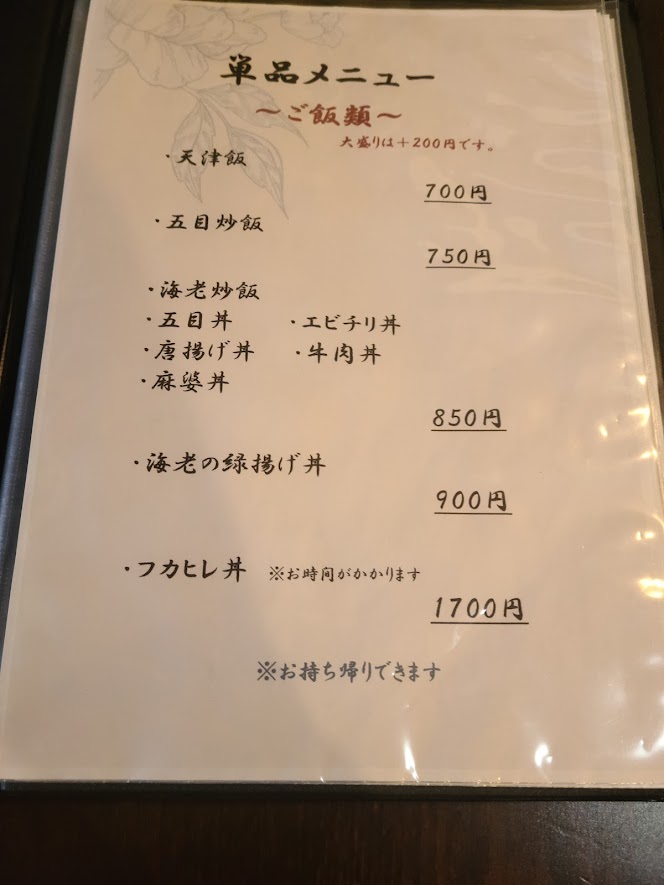 単品メニュー
～ご飯類～
大盛りは＋200円です。
・天津飯
700円
・五目炒飯
750円
・海老炒飯
・五目丼 ・エビチリ丼
・唐揚げ丼 ・牛肉丼
・麻婆丼
850円
・海老の緑揚げ丼
900円
・フカヒレ丼 ※お時間がかかります
1700円
※お持ち帰りできます